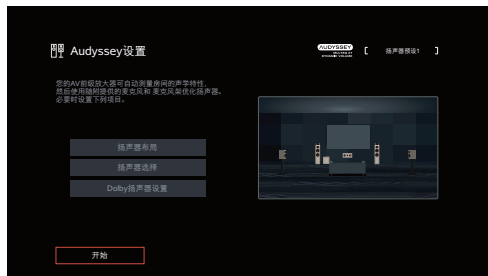 Audyssey设置
AUDYSSEY
MULTEQ XT
DYNAMIC VOLUME
【 扬声器预设1 】
您的AV前级放大器可自动测量房间的声学特性,
然后使用随附提供的麦克风和 麦克风架优化扬声器。
必要时设置下列项目。
扬声器布局
扬声器选择
Dolby扬声器设置
开始